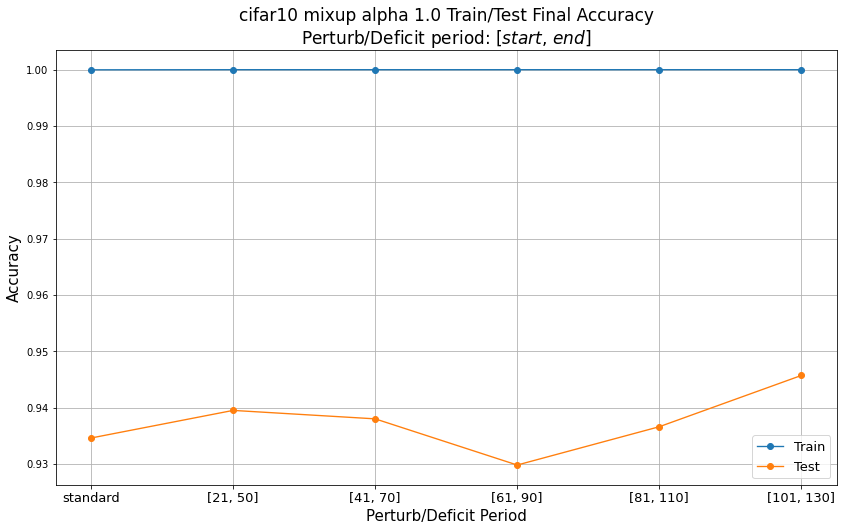 cifar10 mixup alpha 1.0 Train/Test Final Accuracy
Perturb/Deficit period: [start, end]
Accuracy
1.00
0.99
0.98
0.97
0.96
0.95
0.94
0.93
Train
Test
standard [21, 50] [41, 70] [61, 90] [81, 110] [101, 130]
Perturb/Deficit Period